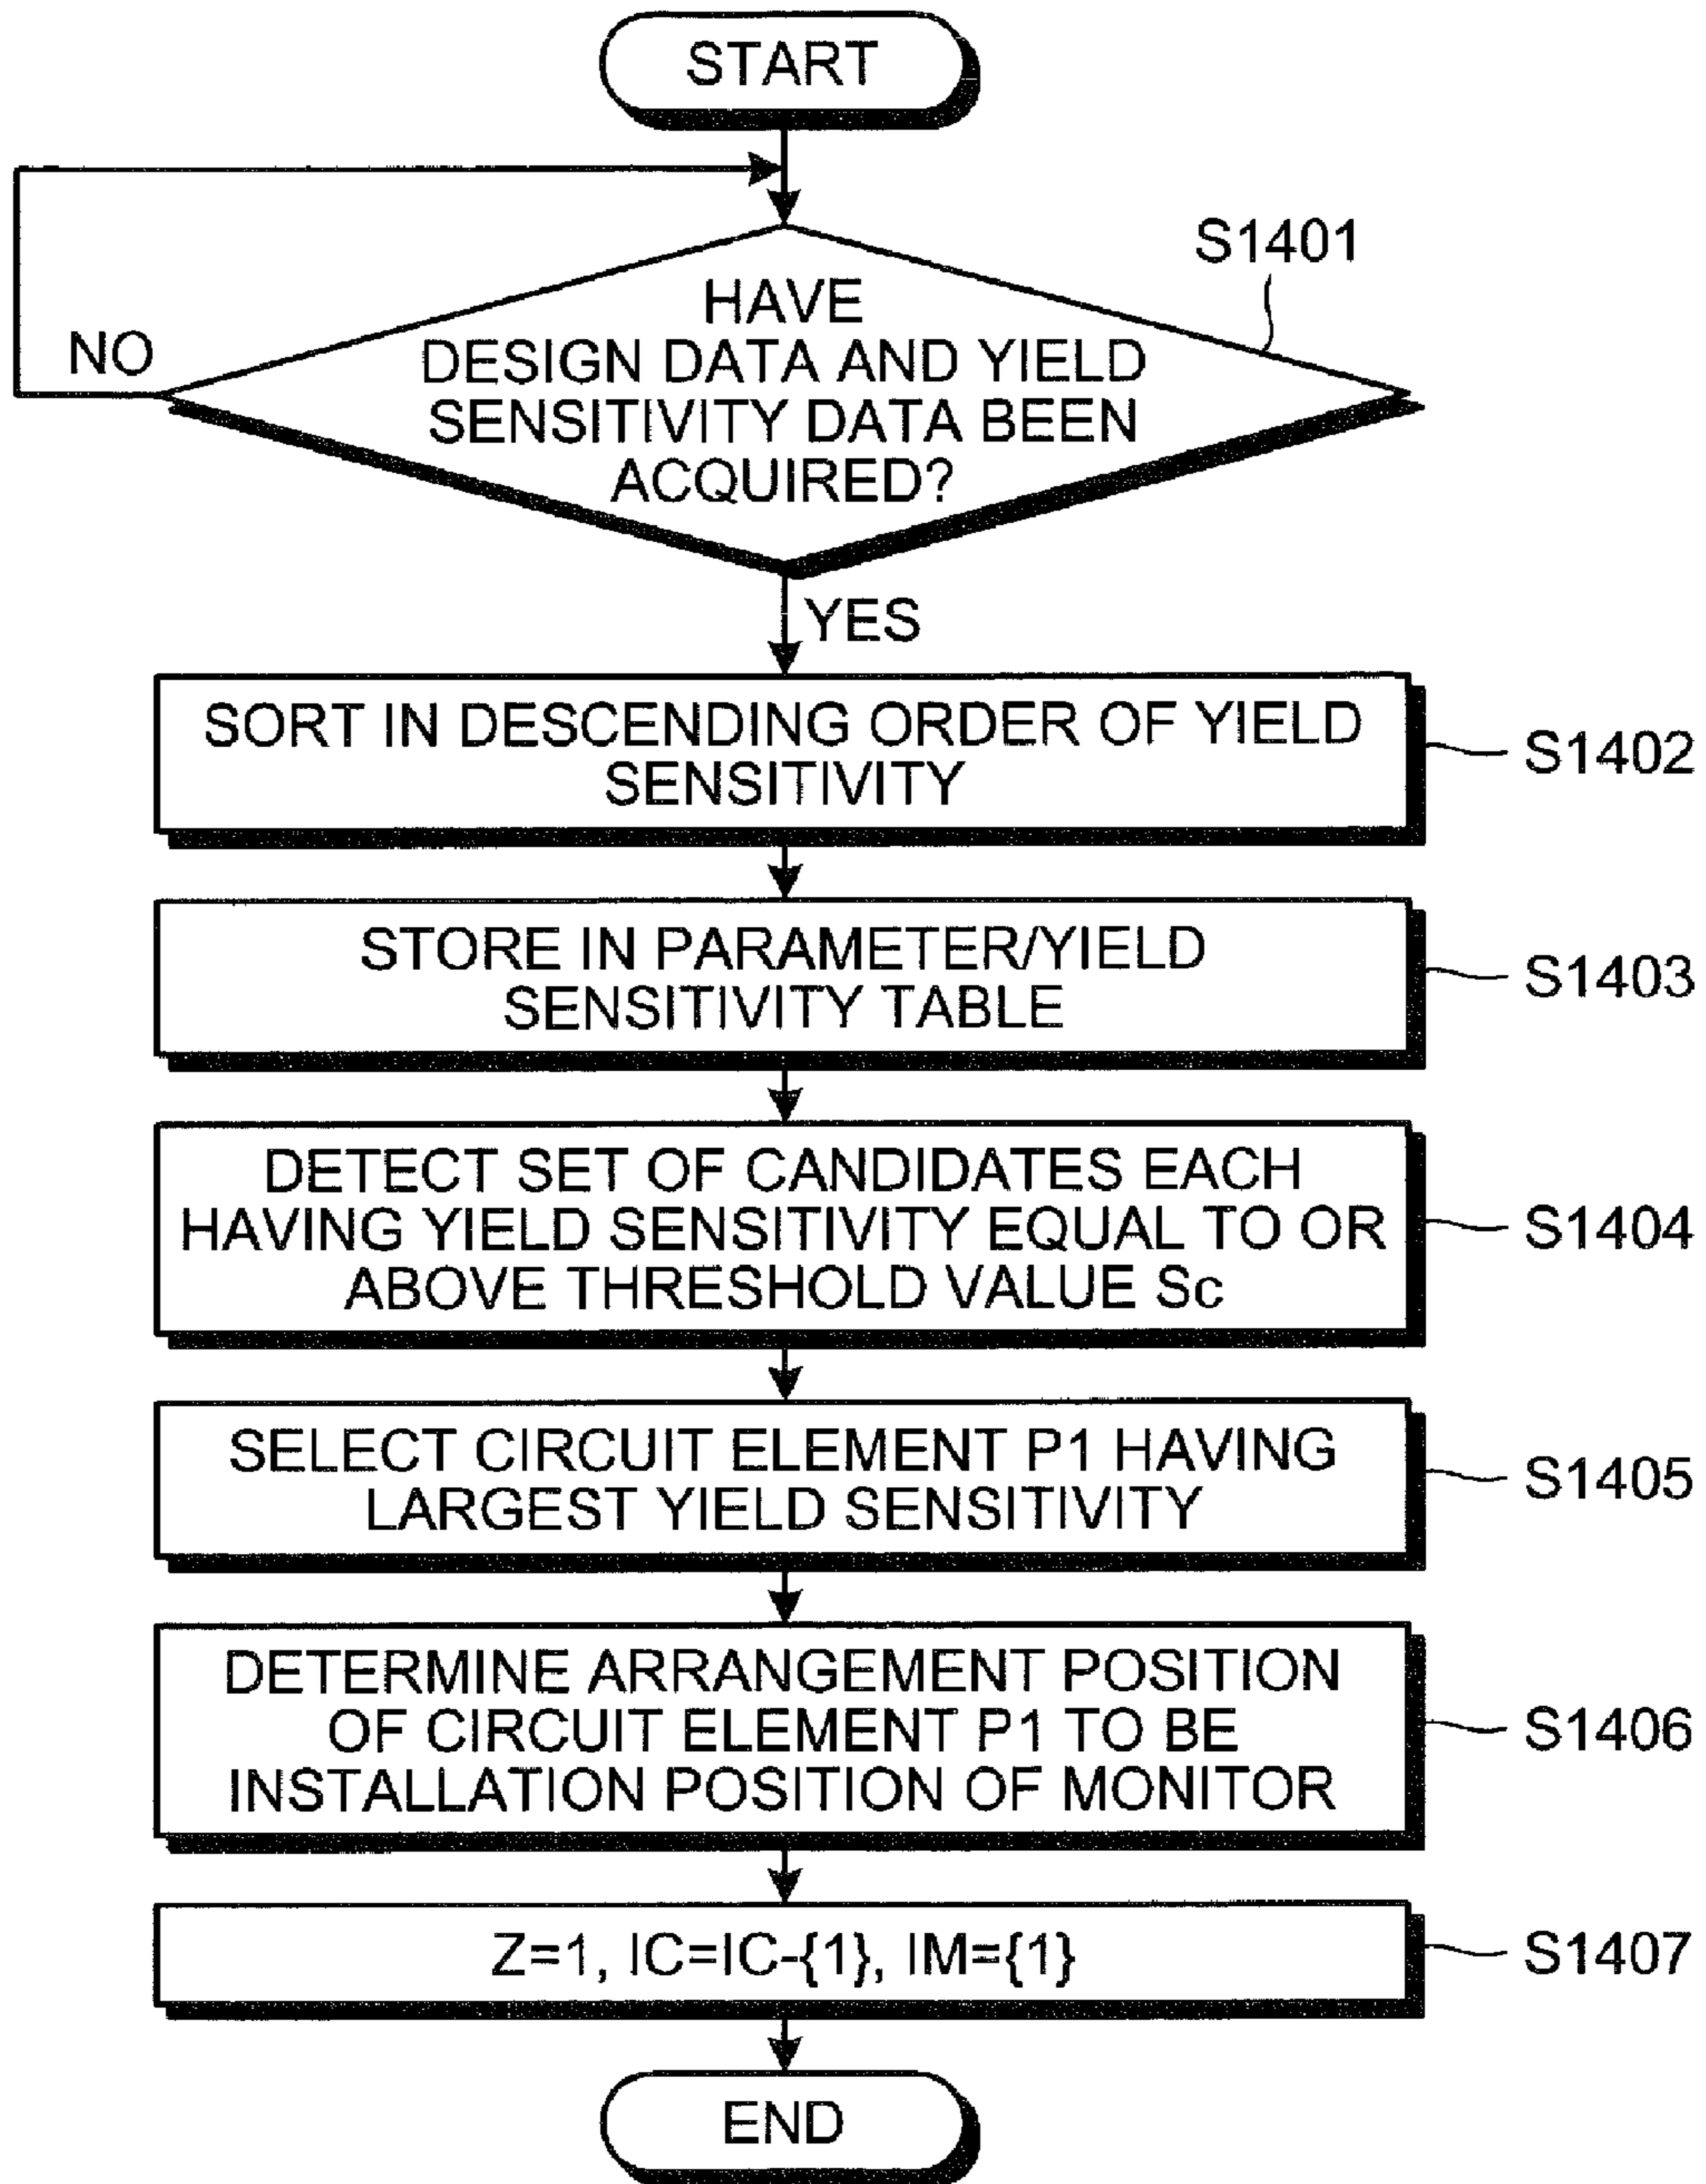 START
S1401
HAVE
DESIGN DATA AND YIELD
SENSITIVITY DATA BEEN
ACQUIRED?
NO
YES
SORT IN DESCENDING ORDER OF YIELD
SENSITIVITY
S1402
STORE IN PARAMETER/YIELD
SENSITIVITY TABLE
S1403
DETECT SET OF CANDIDATES EACH
HAVING YIELD SENSITIVITY EQUAL TO OR
ABOVE THRESHOLD VALUE Sc
S1404
SELECT CIRCUIT ELEMENT P1 HAVING
LARGEST YIELD SENSITIVITY
S1405
DETERMINE ARRANGEMENT POSITION
OF CIRCUIT ELEMENT P1 TO BE
INSTALLATION POSITION OF MONITOR
S1406
Z=1, IC=IC-{1}, IM={1}
S1407
END